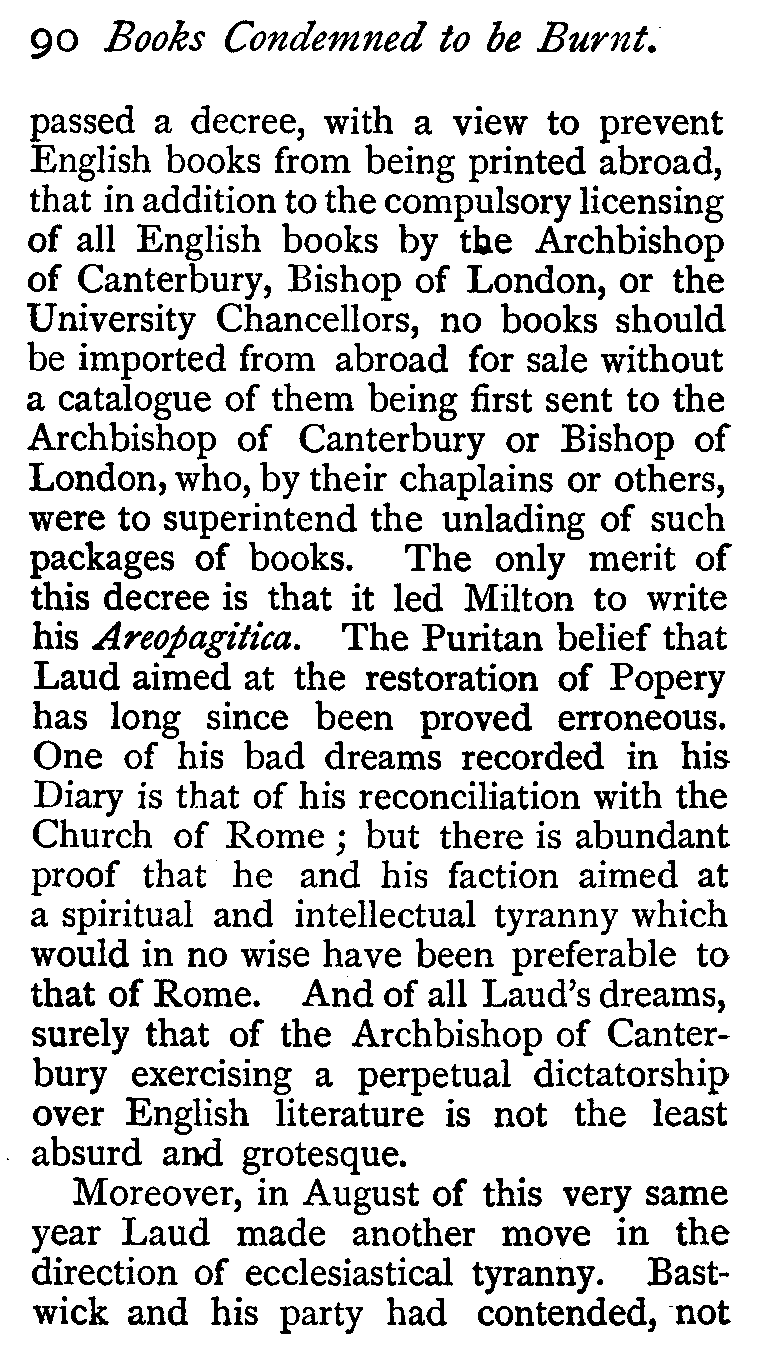 90 Books Condemned to be Burnt.
passed a decree, with a view to prevent
English books from being printed abroad,
that in addition to the compulsory licensing
of all English books by the Archbishop
of Canterbury, Bishop of London, or the
University Chancellors, no books should
be imported from abroad for sale without
a catalogue of them being first sent to the
Archbishop of Canterbury or Bishop of
London, who, by their chaplains or others,
were to superintend the unlading of such
packages of books. The only merit of
this decree is that it led Milton to write
his Areopagitica. The Puritan belief that
Laud aimed at the restoration of Popery
has long since been proved erroneous.
One of his bad dreams recorded in his
Diary is that of his reconciliation with the
Church of Rome ; but there is abundant
proof that he and his faction aimed at
a spiritual and intellectual tyranny which
would in no wise have been preferable to
that of Rome. And of all Laud's dreams,
surely that of the Archbishop of Canter-
bury exercising a perpetual dictatorship
over English literature is not the least
absurd and grotesque.
Moreover, in August of this very same
year Laud made another move in the
direction of ecclesiastical tyranny. Bast-
wick and his party had contended, not